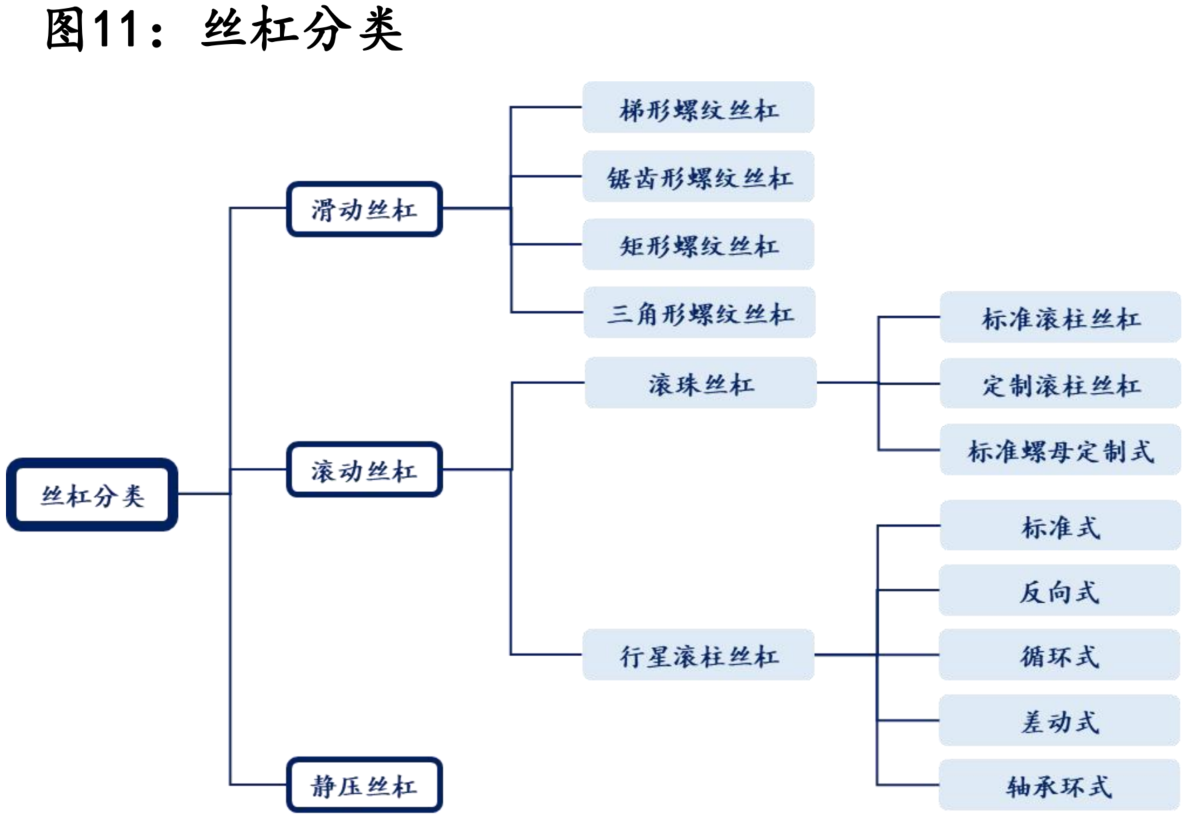 图11：丝杠分类
梯形螺纹丝杠
锯齿形螺纹丝杠
滑动丝杠
矩形螺纹丝杠
三角形螺纹丝杠
标准滚柱丝杠
滚珠丝杠
定制滚柱丝杠
标准螺母定制式
滚动丝杠
丝杠分类
标准式
反向式
行星滚柱丝杠
循环式
差动式
静压丝杠
轴承环式